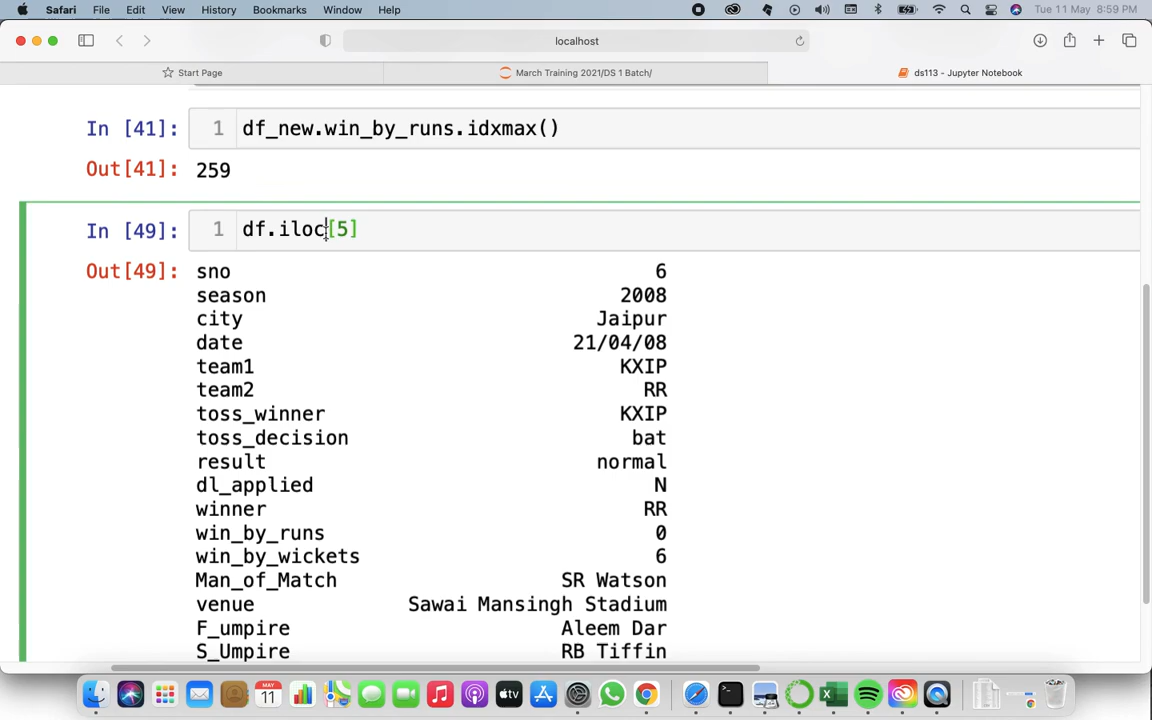 Safari File Edit View History Bookmarks Window Help Tue 11 May 8:59 PM
localhost
Start Page March Training 2021/DS 1 Batch/ ds113 - Jupyter Notebook
In [41]: 1 df_new.win_by_runs.idxmax()
Out[41]: 259
In [49]: 1 df.iloc[5]
Out[49]: sno 6
season 2008
city Jaipur
date 21/04/08
team1 KXIP
team2 RR
toss_winner KXIP
toss_decision bat
result normal
dl_applied N
winner RR
win_by_runs 0
win_by_wickets 6
Man_of_Match SR Watson
venue Sawai Mansingh Stadium
F_umpire Aleem Dar
S_Umpire RB Tiffin
MAY
11
tv